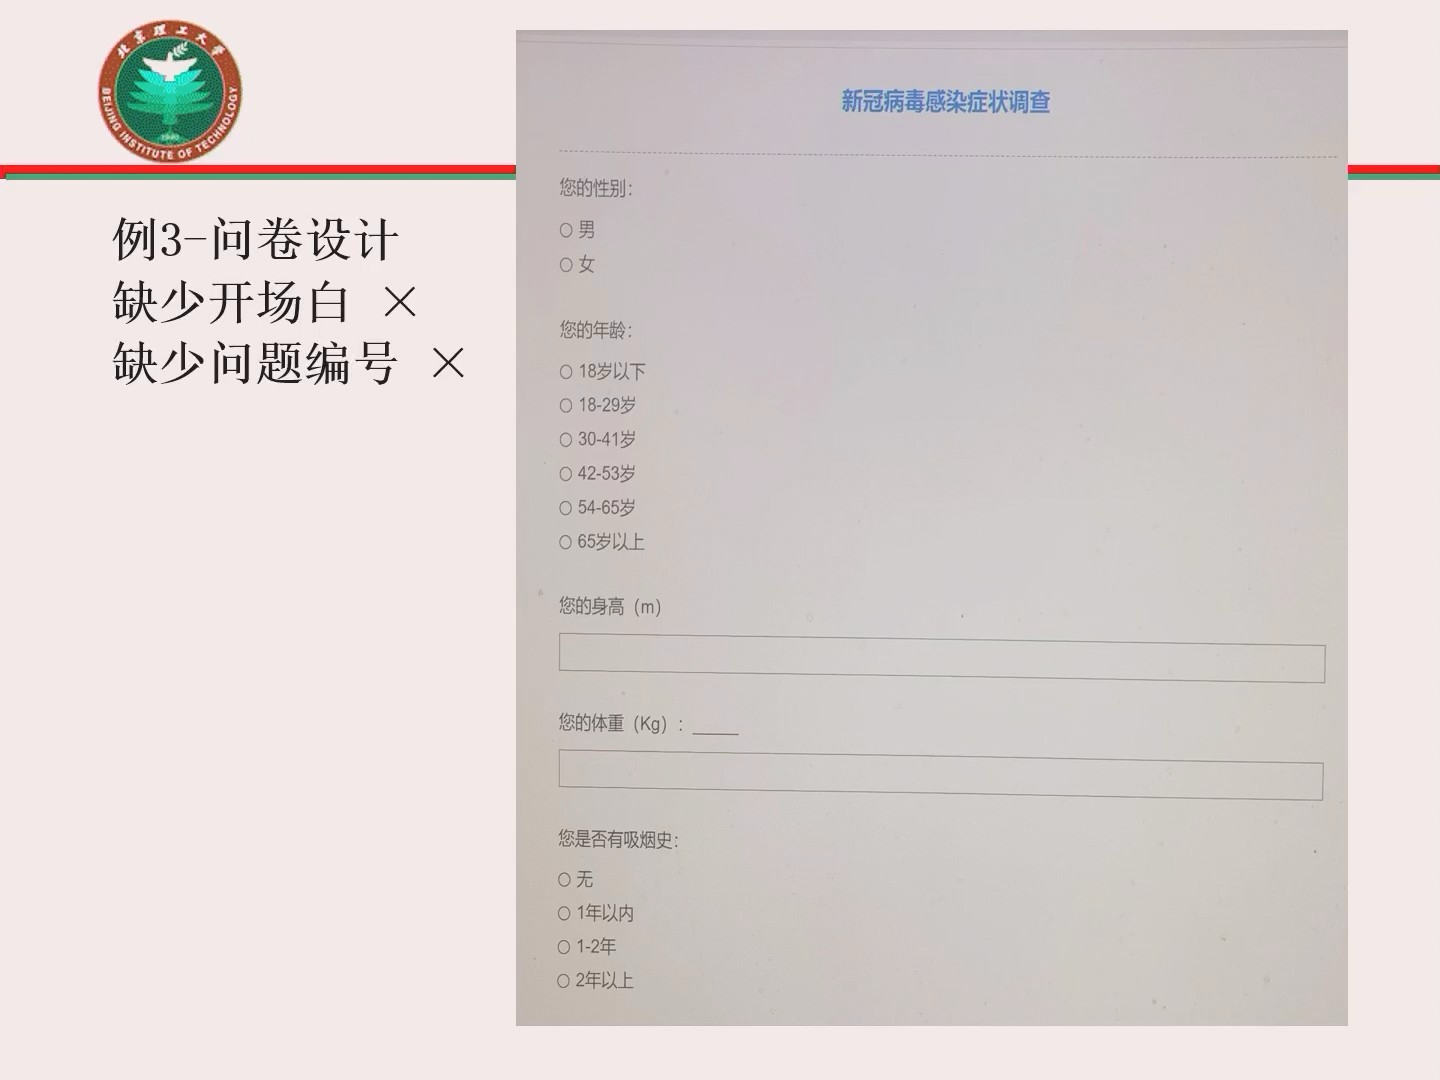 北京理工大学
BEIJING INSTITUTE OF TECHNOLOGY
1940
例3-问卷设计
缺少开场白 ×
缺少问题编号 ×
新冠病毒感染症状调查
您的性别：
○ 男
○ 女
您的年龄：
○ 18岁以下
○ 18-29岁
○ 30-41岁
○ 42-53岁
○ 54-65岁
○ 65岁以上
您的身高（m）
您的体重（Kg）：_____
您是否有吸烟史：
○ 无
○ 1年以内
○ 1-2年
○ 2年以上